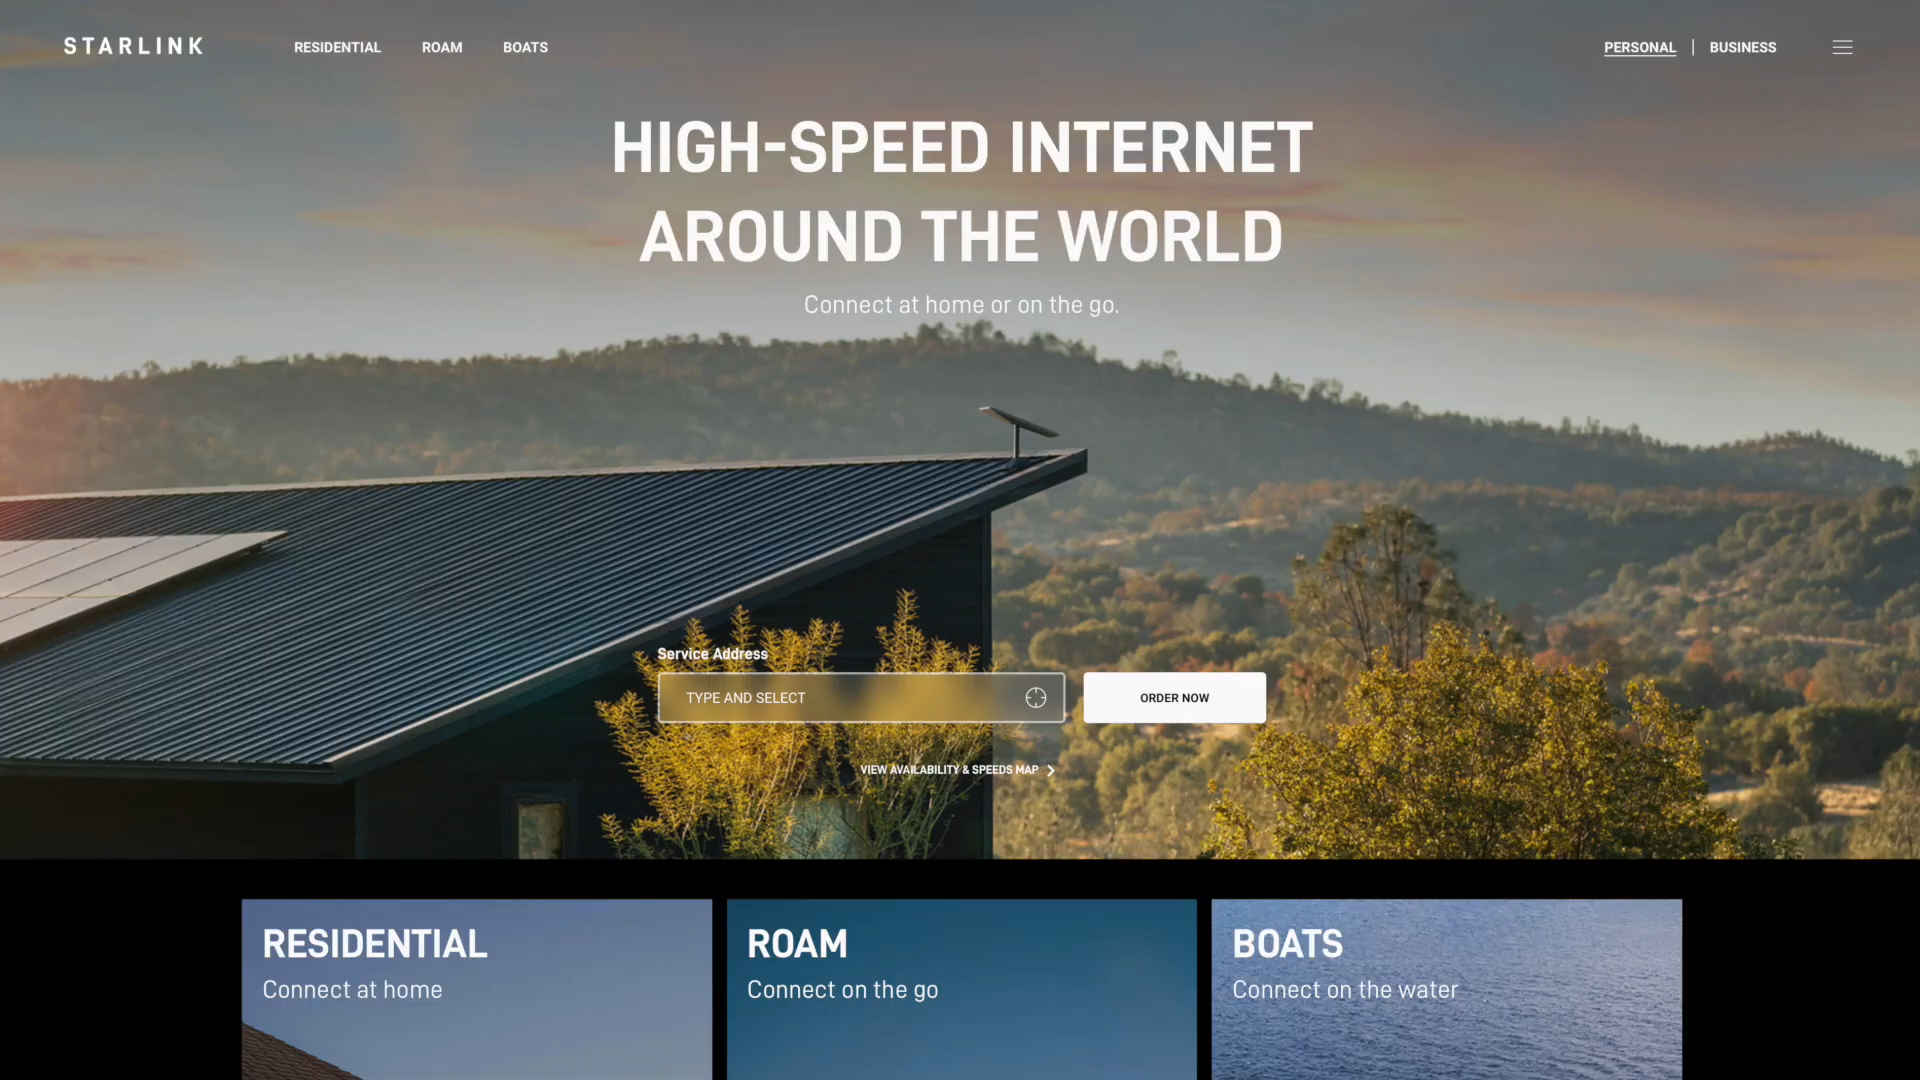 STARLINK
RESIDENTIAL
ROAM
BOATS
PERSONAL
BUSINESS
HIGH-SPEED INTERNET
AROUND THE WORLD
Connect at home or on the go.
Service Address
TYPE AND SELECT
ORDER NOW
VIEW AVAILABILITY & SPEEDS MAP
RESIDENTIAL
Connect at home
ROAM
Connect on the go
BOATS
Connect on the water